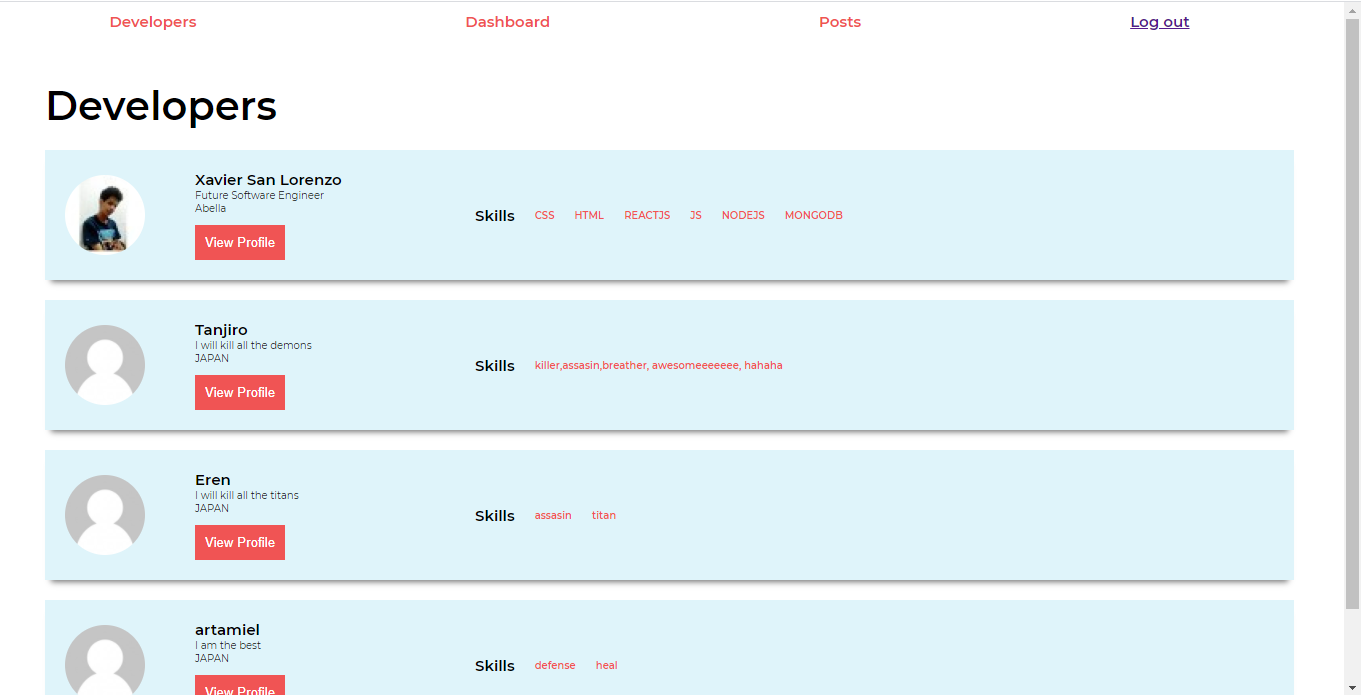 Developers Dashboard Posts Log out
Developers
Xavier San Lorenzo
Future Software Engineer
Abella
View Profile
Skills CSS HTML REACTJS JS NODEJS MONGODB
Tanjiro
I will kill all the demons
JAPAN
View Profile
Skills killer,assasin,breather, awesomeeeeeee, hahaha
Eren
I will kill all the titans
JAPAN
View Profile
Skills assasin titan
artamiel
I am the best
JAPAN
View Profile
Skills defense heal